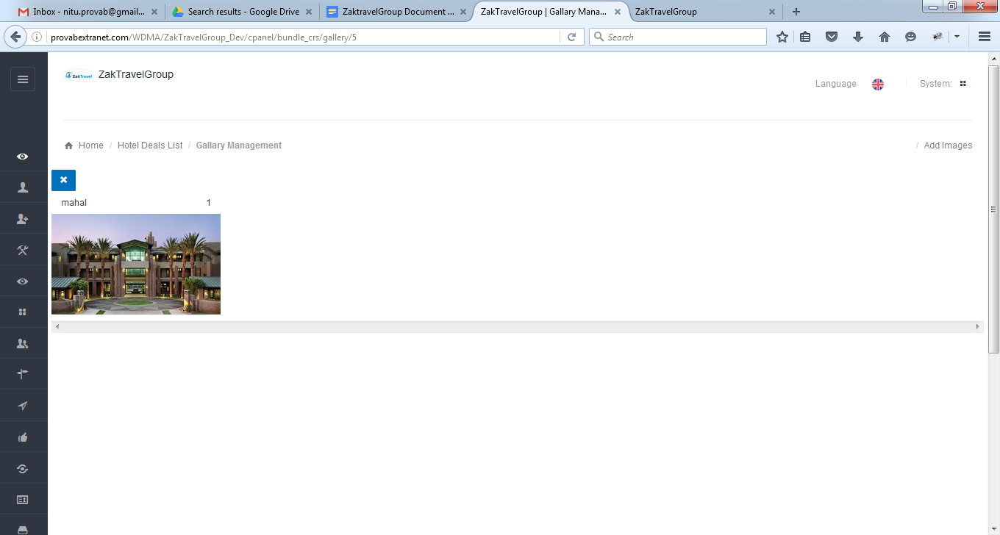 Inbox - nitu.provab@gmail...
Search results - Google Drive
ZaktravelGroup Document ...
ZakTravelGroup | Gallary Mana...
ZakTravelGroup
provabextranet.com/WDMA/ZakTravelGroup_Dev/cpanel/bundle_crs/gallery/5
Search
ZakTravel
ZakTravelGroup
Language
System:
Home / Hotel Deals List / Gallary Management
/ Add Images
mahal 1